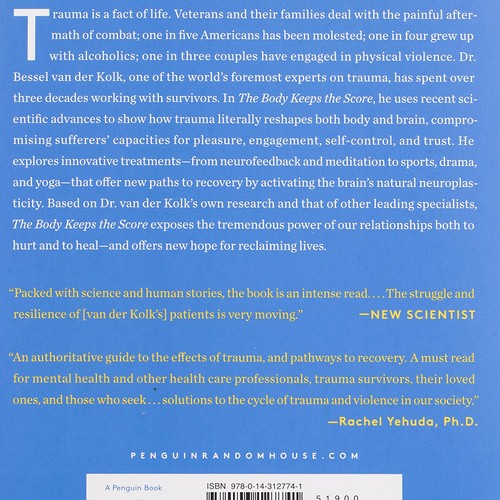 Trauma is a fact of life. Veterans and their families deal with the painful after-
math of combat; one in five Americans has been molested; one in four grew up
with alcoholics; one in three couples have engaged in physical violence. Dr.
Bessel van der Kolk, one of the world's foremost experts on trauma, has spent over
three decades working with survivors. In The Body Keeps the Score, he uses recent sci-
entific advances to show how trauma literally reshapes both body and brain, compro-
mising sufferers' capacities for pleasure, engagement, self-control, and trust. He
explores innovative treatments—from neurofeedback and meditation to sports, drama,
and yoga—that offer new paths to recovery by activating the brain's natural neuroplas-
ticity. Based on Dr. van der Kolk's own research and that of other leading specialists,
The Body Keeps the Score exposes the tremendous power of our relationships both to
hurt and to heal—and offers new hope for reclaiming lives.
"Packed with science and human stories, the book is an intense read. . . . The struggle and
resilience of [van der Kolk's] patients is very moving." —NEW SCIENTIST
"An authoritative guide to the effects of trauma, and pathways to recovery. A must read
for mental health and other health care professionals, trauma survivors, their loved
ones, and those who seek . . . solutions to the cycle of trauma and violence in our society."
—Rachel Yehuda, Ph.D.
PENGUINRANDOMHOUSE.COM
A Penguin Book
ISBN 978-0-14-312774-1
51900